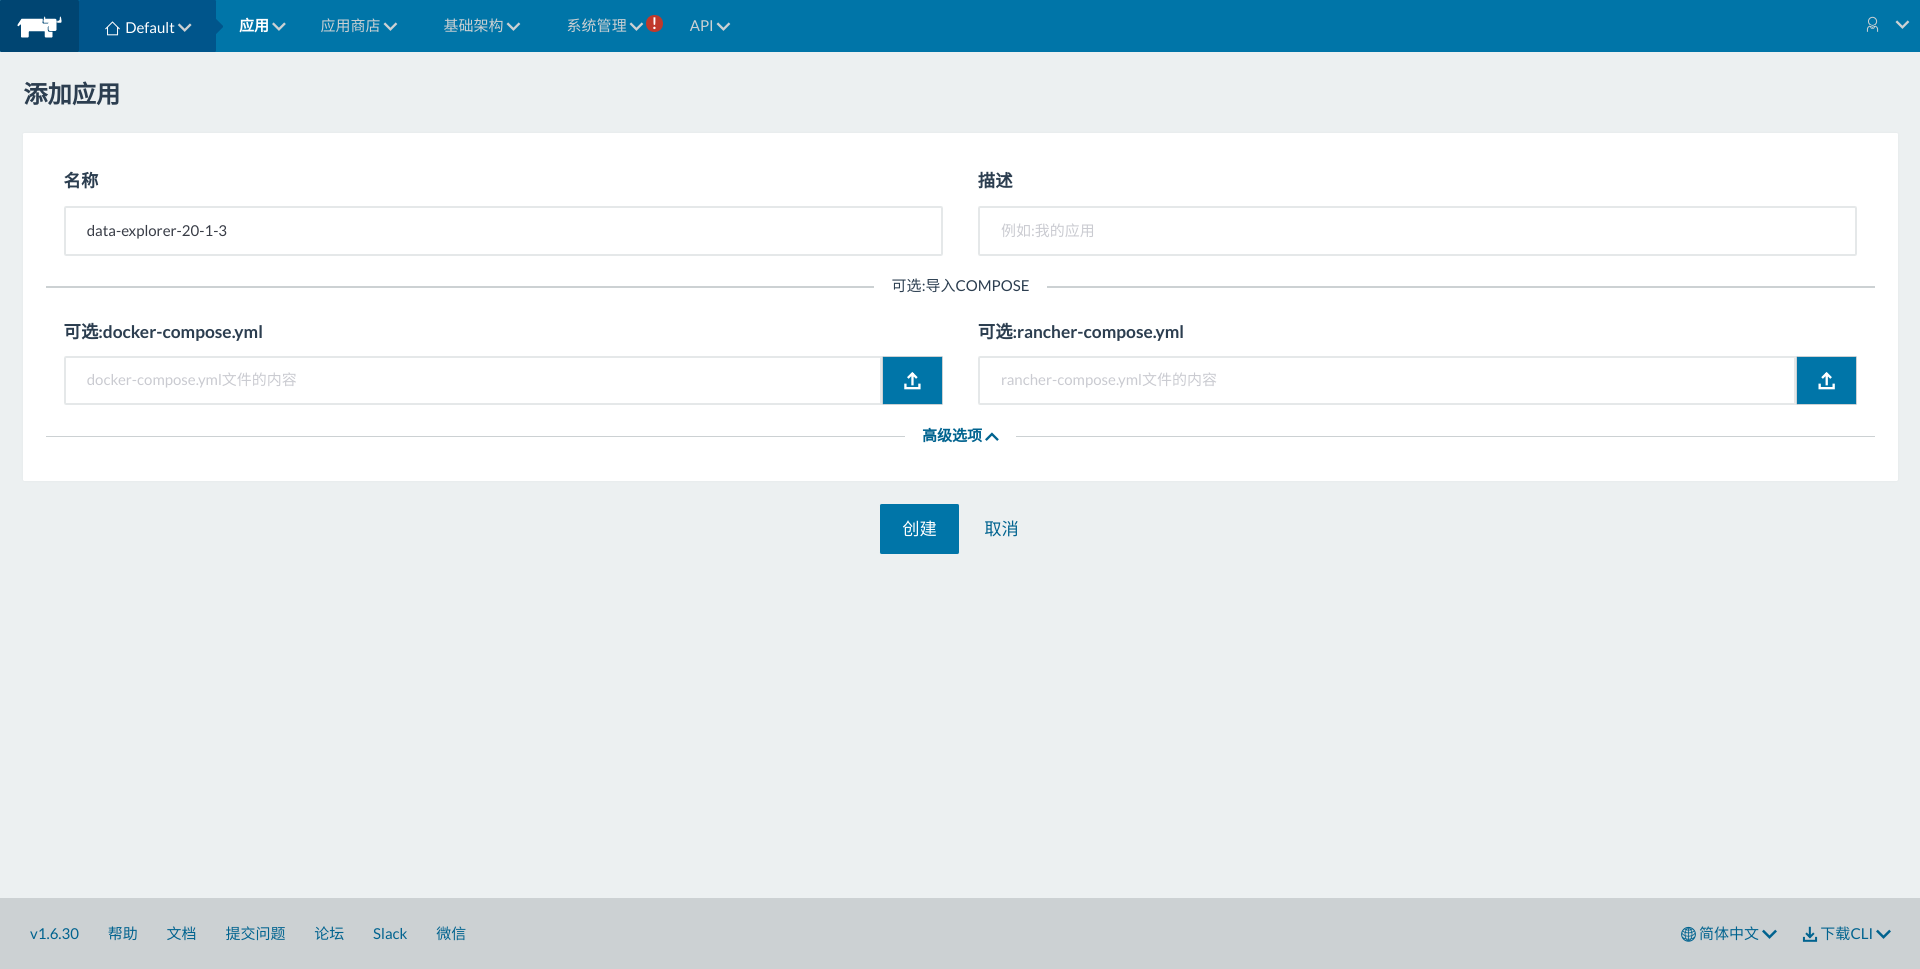 Default 应用 应用商店 基础架构 系统管理 ! API
添加应用
名称 描述
data-explorer-20-1-3 例如:我的应用
可选:导入COMPOSE
可选:docker-compose.yml 可选:rancher-compose.yml
docker-compose.yml文件的内容 rancher-compose.yml文件的内容
高级选项
创建 取消
v1.6.30 帮助 文档 提交问题 论坛 Slack 微信 简体中文 下载CLI